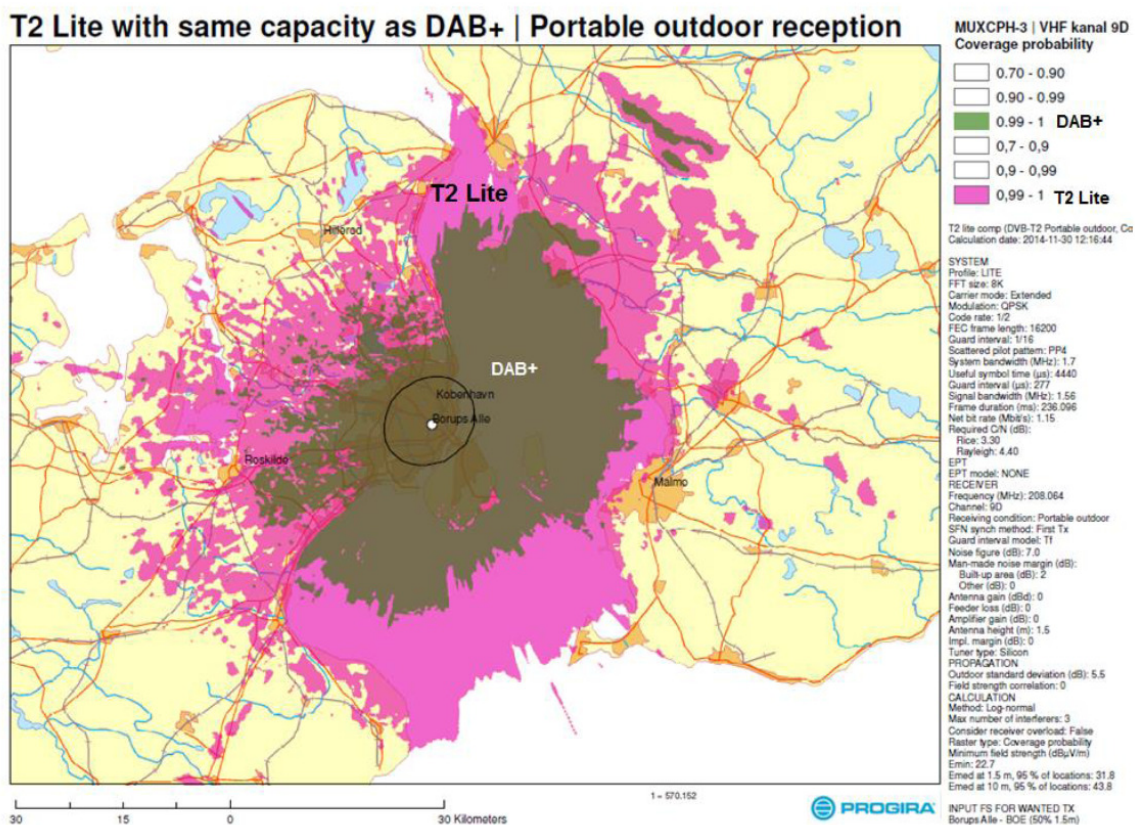 T2 Lite with same capacity as DAB+ | Portable outdoor reception
MUXCPH-3 | VHF kanal 9D
Coverage probability
0.70 - 0.90
0.90 - 0.99
0.99 - 1 DAB+
0,7 - 0,9
0,9 - 0,99
0,99 - 1 T2 Lite
T2 lite comp (DVB-T2 Portable outdoor, Co
Calculation date: 2014-11-30 12:16:44
SYSTEM
Profile: LITE
FFT size: 8K
Carrier mode: Extended
Modulation: QPSK
Code rate: 1/2
FEC frame length: 16200
Guard interval: 1/16
Scattered pilot pattern: PP4
System bandwidth (MHz): 1.7
Useful symbol time (µs): 4440
Guard interval (µs): 277
Signal bandwidth (MHz): 1.56
Frame duration (ms): 236.096
Net bit rate (Mbit/s): 1.15
Required C/N (dB):
Rice: 3.30
Rayleigh: 4.40
EPT
EPT model: NONE
RECEIVER
Frequency (MHz): 208.064
Channel: 9D
Receiving condition: Portable outdoor
SFN synch method: First Tx
Guard interval model: Tf
Noise figure (dB): 7.0
Man-made noise margin (dB):
Built-up area (dB): 2
Other (dB): 0
Antenna gain (dBd): 0
Feeder loss (dB): 0
Amplifier gain (dB): 0
Antenna height (m): 1.5
Impl. margin (dB): 0
Tuner type: Silicon
PROPAGATION
Outdoor standard deviation (dB): 5.5
Field strength correlation: 0
CALCULATION
Method: Log-normal
Max number of interferers: 3
Consider receiver overload: False
Raster type: Coverage probability
Minimum field strength (dBµV/m)
Emin: 22.7
Emed at 1.5 m, 95 % of locations: 31.8
Emed at 10 m, 95 % of locations: 43.8
INPUT FS FOR WANTED TX
Borups Alle - BOE (50% 1.5m)
T2 Lite
DAB+
København
Borups Alle
Roskilde
Malmo
1 = 570.152
30 15 0 30 Kilometers
PROGIRA